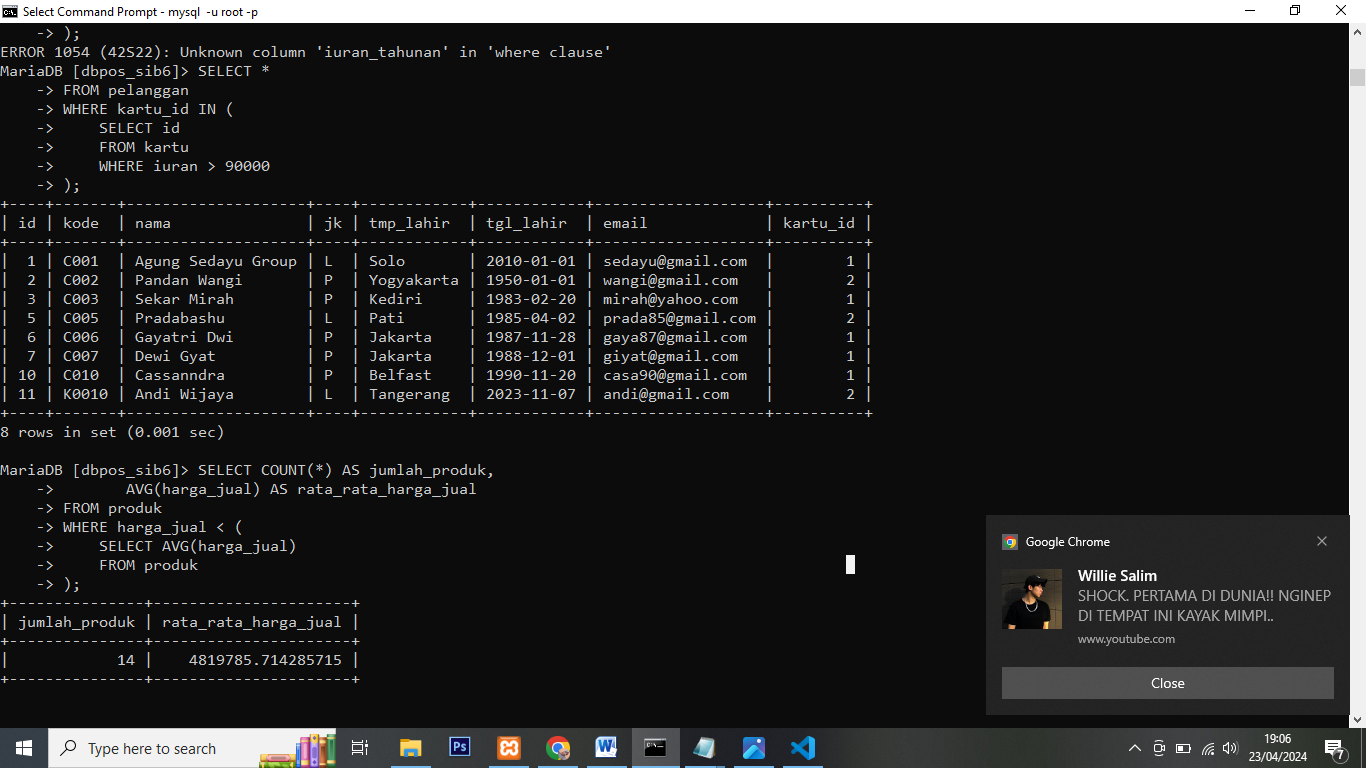 Select Command Prompt - mysql  -u root -p
    -> );
ERROR 1054 (42S22): Unknown column 'iuran_tahunan' in 'where clause'
MariaDB [dbpos_sib6]> SELECT *
    -> FROM pelanggan
    -> WHERE kartu_id IN (
    ->     SELECT id
    ->     FROM kartu
    ->     WHERE iuran > 90000
    -> );
+----+-------+--------------------+----+------------+------------+-------------------+----------+
| id | kode  | nama               | jk | tmp_lahir  | tgl_lahir  | email             | kartu_id |
+----+-------+--------------------+----+------------+------------+-------------------+----------+
|  1 | C001  | Agung Sedayu Group | L  | Solo       | 2010-01-01 | sedayu@gmail.com  |        1 |
|  2 | C002  | Pandan Wangi       | P  | Yogyakarta | 1950-01-01 | wangi@gmail.com   |        2 |
|  3 | C003  | Sekar Mirah        | P  | Kediri     | 1983-02-20 | mirah@yahoo.com   |        1 |
|  5 | C005  | Pradabashu         | L  | Pati       | 1985-04-02 | prada85@gmail.com |        2 |
|  6 | C006  | Gayatri Dwi        | P  | Jakarta    | 1987-11-28 | gaya87@gmail.com  |        1 |
|  7 | C007  | Dewi Gyat          | P  | Jakarta    | 1988-12-01 | giyat@gmail.com   |        1 |
| 10 | C010  | Cassanndra         | P  | Belfast    | 1990-11-20 | casa90@gmail.com  |        1 |
| 11 | K0010 | Andi Wijaya        | L  | Tangerang  | 2023-11-07 | andi@gmail.com    |        2 |
+----+-------+--------------------+----+------------+------------+-------------------+----------+
8 rows in set (0.001 sec)
MariaDB [dbpos_sib6]> SELECT COUNT(*) AS jumlah_produk,
    ->        AVG(harga_jual) AS rata_rata_harga_jual
    -> FROM produk
    -> WHERE harga_jual < (
    ->     SELECT AVG(harga_jual)
    ->     FROM produk
    -> );
+---------------+----------------------+
| jumlah_produk | rata_rata_harga_jual |
+---------------+----------------------+
|            14 |    4819785.714285715 |
+---------------+----------------------+
Google Chrome
Willie Salim
SHOCK. PERTAMA DI DUNIA!! NGINEP
DI TEMPAT INI KAYAK MIMPI..
www.youtube.com
Close
Type here to search
Ps
W
19:06
23/04/2024
7